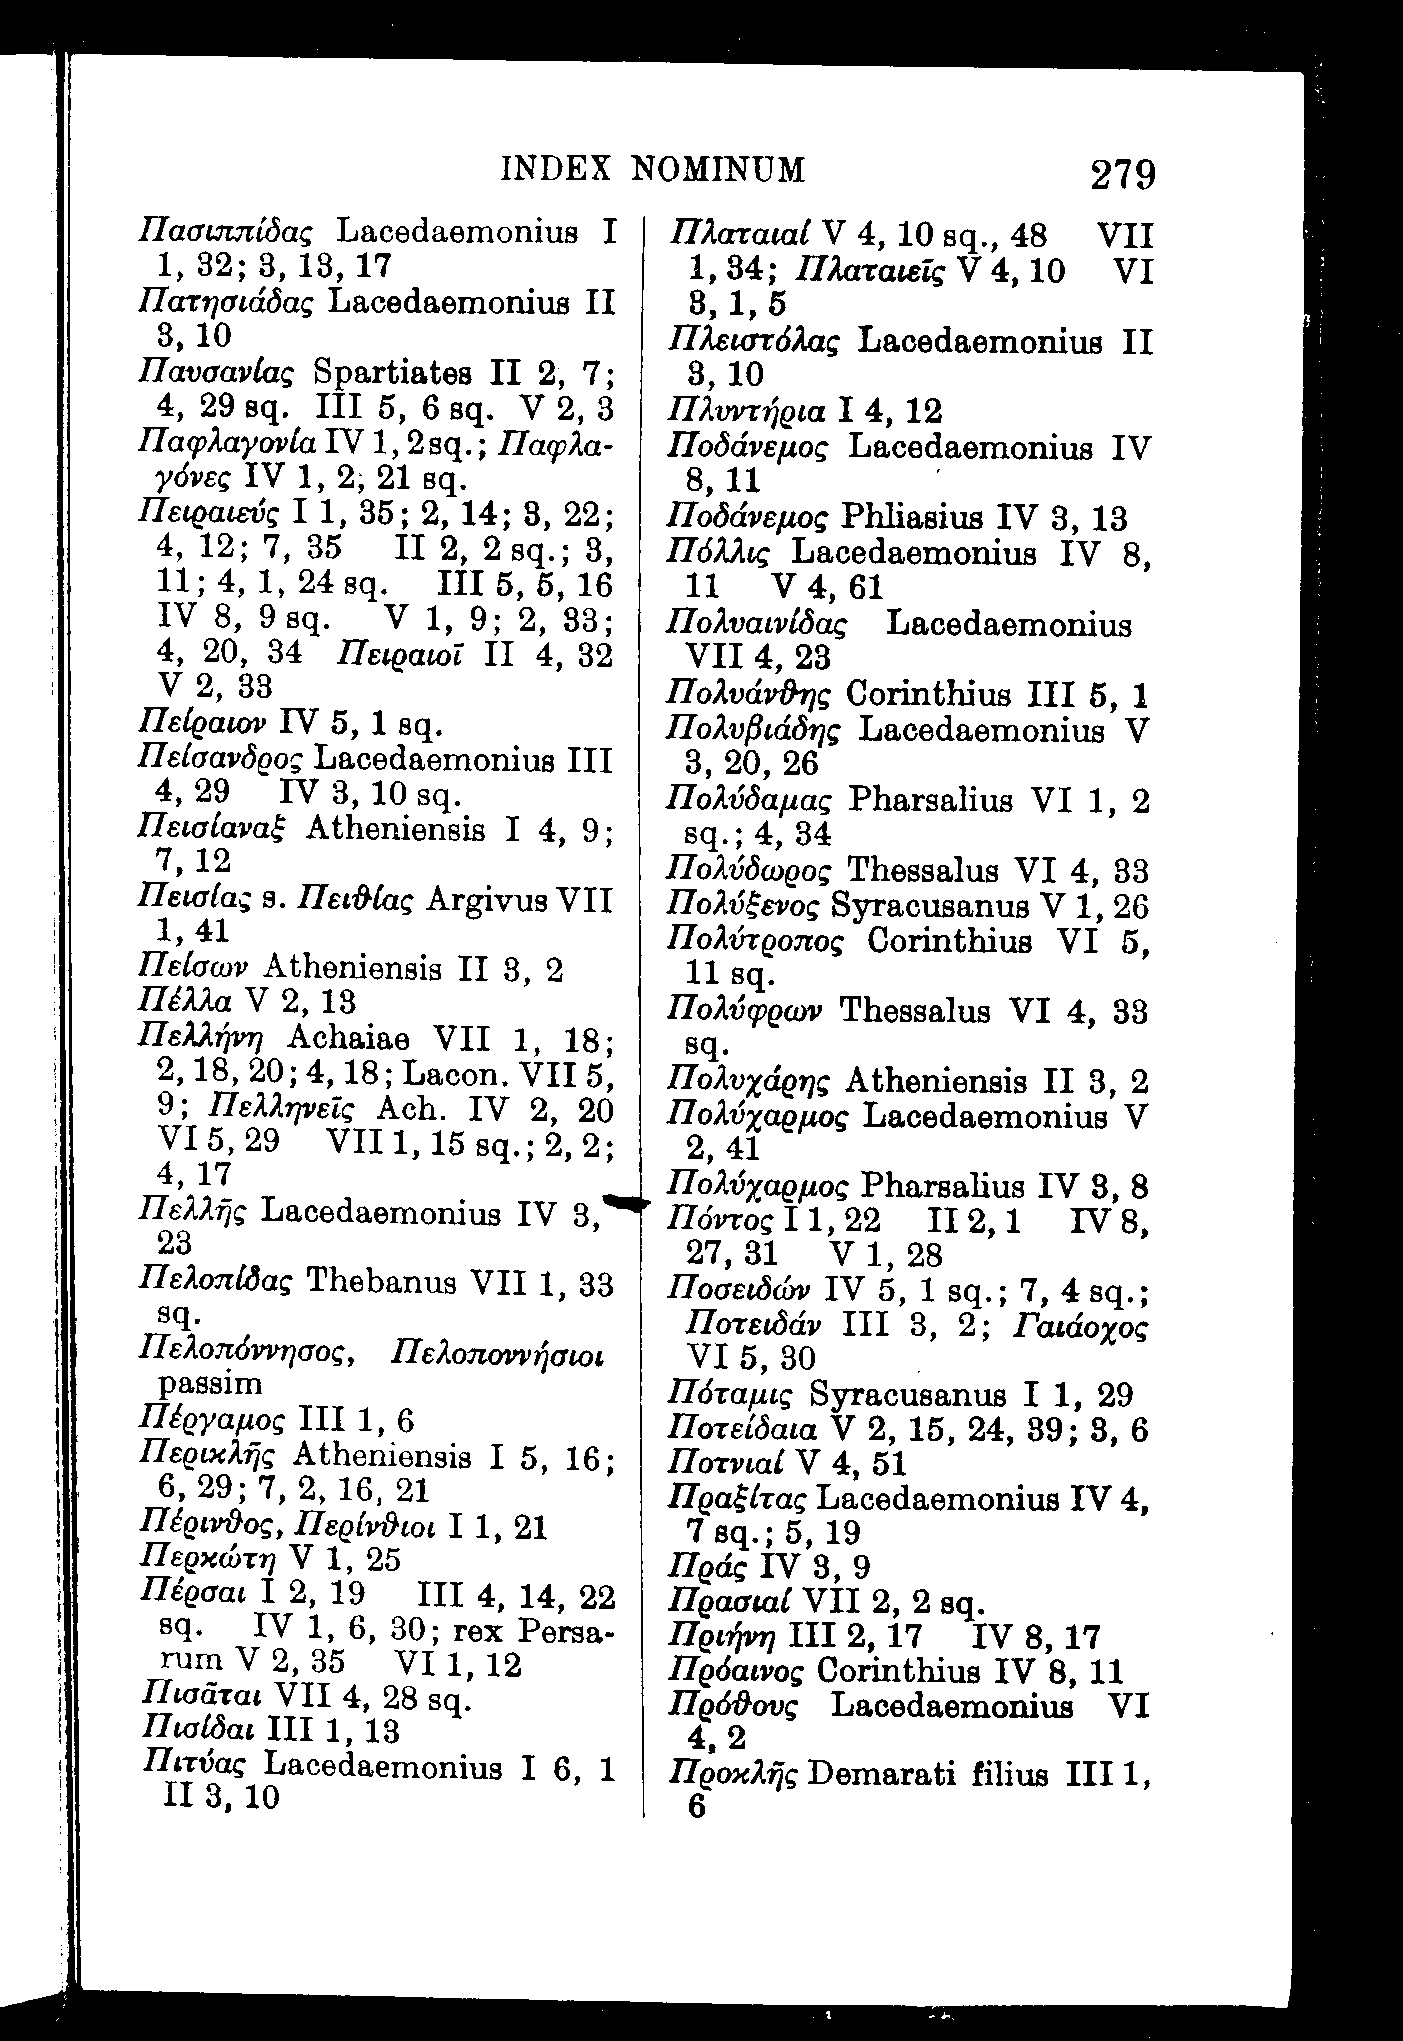 INDEX NOMINUM 279
Πασιππίδας Lacedaemonius I
1, 32; 3, 13, 17
Πατησιάδας Lacedaemonius II
3, 10
Παυσανίας Spartiates II 2, 7;
4, 29 sq. III 5, 6 sq. V 2, 3
Παφλαγονία IV 1, 2 sq.; Παφλα-
γόνες IV 1, 2, 21 sq.
Πειραιεύς I 1, 35; 2, 14; 3, 22;
4, 12; 7, 35 II 2, 2 sq.; 3,
11; 4, 1, 24 sq. III 5, 5, 16
IV 8, 9 sq. V 1, 9; 2, 33;
4, 20, 34 Πειραιοῖ II 4, 32
V 2, 33
Πείραιον IV 5, 1 sq.
Πείσανδρος Lacedaemonius III
4, 29 IV 3, 10 sq.
Πεισίαναξ Atheniensis I 4, 9;
7, 12
Πεισίας s. Πειθίας Argivus VII
1, 41
Πείσων Atheniensis II 3, 2
Πέλλα V 2, 13
Πελλήνη Achaiae VII 1, 18;
2, 18, 20; 4, 18; Lacon. VII 5,
9; Πελληνεῖς Ach. IV 2, 20
VI 5, 29 VII 1, 15 sq.; 2, 2;
4, 17
Πελλῆς Lacedaemonius IV 3,
23
Πελοπίδας Thebanus VII 1, 33
sq.
Πελοπόννησος, Πελοποννήσιοι
passim
Πέργαμος III 1, 6
Περικλῆς Atheniensis I 5, 16;
6, 29; 7, 2, 16, 21
Πέρινθος, Περίνθιοι I 1, 21
Περκώτη V 1, 25
Πέρσαι I 2, 19 III 4, 14, 22
sq. IV 1, 6, 30; rex Persa-
rum V 2, 35 VI 1, 12
Πισᾶται VII 4, 28 sq.
Πισίδαι III 1, 13
Πιτύας Lacedaemonius I 6, 1
II 3, 10
Πλαταιαί V 4, 10 sq., 48 VII
1, 34; Πλαταιεῖς V 4, 10 VI
3, 1, 5
Πλειστόλας Lacedaemonius II
3, 10
Πλυντήρια I 4, 12
Ποδάνεμος Lacedaemonius IV
8, 11
Ποδάνεμος Phliasius IV 3, 13
Πόλλις Lacedaemonius IV 8,
11 V 4, 61
Πολυαινίδας Lacedaemonius
VII 4, 23
Πολυάνθης Corinthius III 5, 1
Πολυβιάδης Lacedaemonius V
3, 20, 26
Πολύδαμας Pharsalius VI 1, 2
sq.; 4, 34
Πολύδωρος Thessalus VI 4, 33
Πολύξενος Syracusanus V 1, 26
Πολύτροπος Corinthius VI 5,
11 sq.
Πολύφρων Thessalus VI 4, 33
sq.
Πολυχάρης Atheniensis II 3, 2
Πολύχαρμος Lacedaemonius V
2, 41
Πολύχαρμος Pharsalius IV 3, 8
Πόντος I 1, 22 II 2, 1 IV 8,
27, 31 V 1, 28
Ποσειδών IV 5, 1 sq.; 7, 4 sq.;
Ποτειδάν III 3, 2; Γαιάοχος
VI 5, 30
Πόταμις Syracusanus I 1, 29
Ποτείδαια V 2, 15, 24, 39; 3, 6
Ποτνιαί V 4, 51
Πραξίτας Lacedaemonius IV 4,
7 sq.; 5, 19
Πράς IV 3, 9
Πρασιαί VII 2, 2 sq.
Πριήνη III 2, 17 IV 8, 17
Πρόαινος Corinthius IV 8, 11
Πρόθους Lacedaemonius VI
4, 2
Προκλῆς Demarati filius III 1,
6